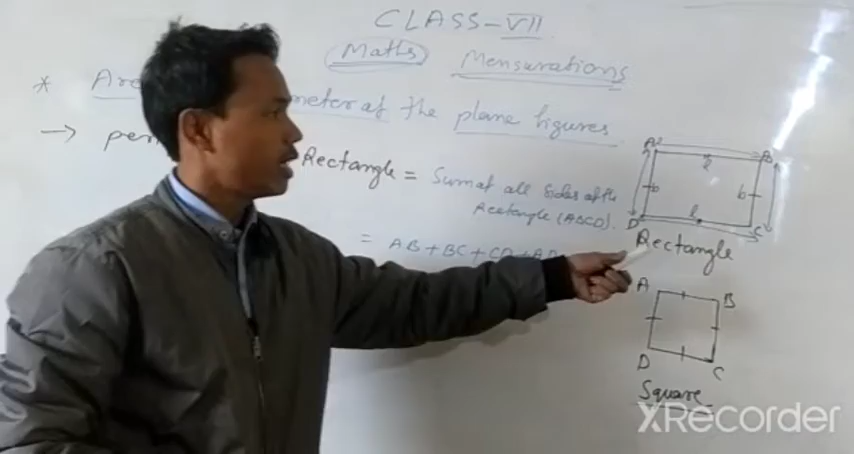 CLASS-VII
Maths Mensurations
* Are meter of the plane figures.
→ per Rectangle = Sum of all sides of the
Rectangle (ABCD).
= AB+BC+CD+AD
A B
l
b b
l
D C
Rectangle
A B
D C
Square
XRecorder